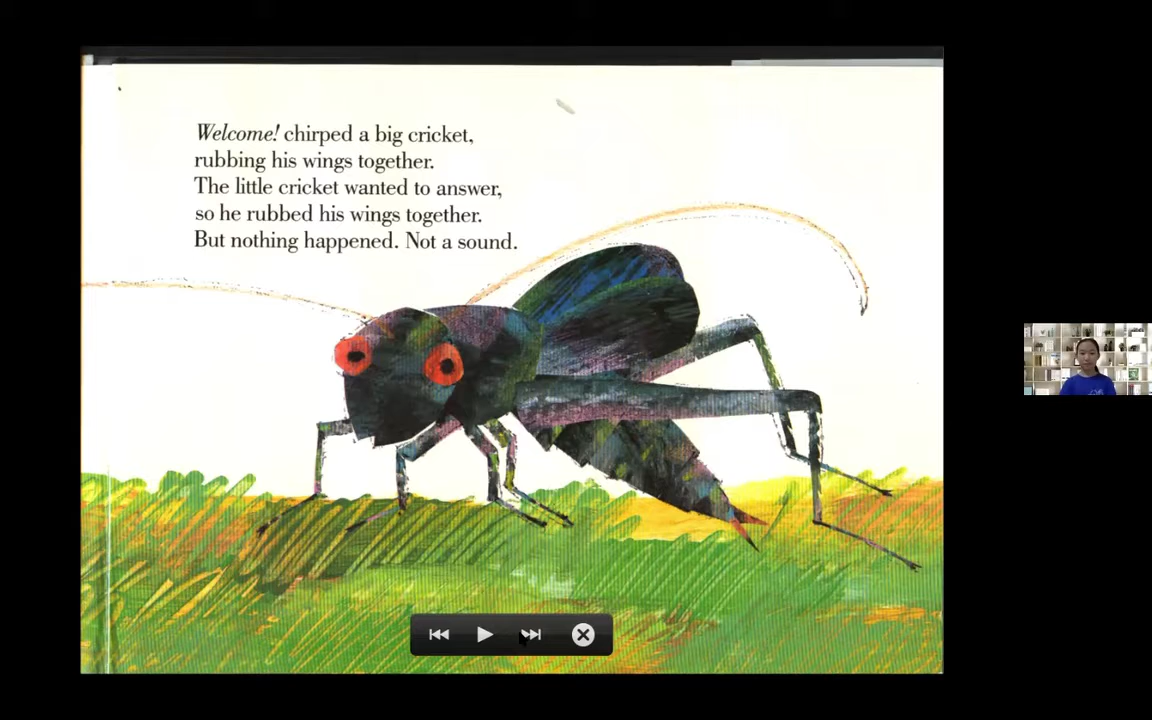 Welcome! chirped a big cricket,
rubbing his wings together.
The little cricket wanted to answer,
so he rubbed his wings together.
But nothing happened. Not a sound.